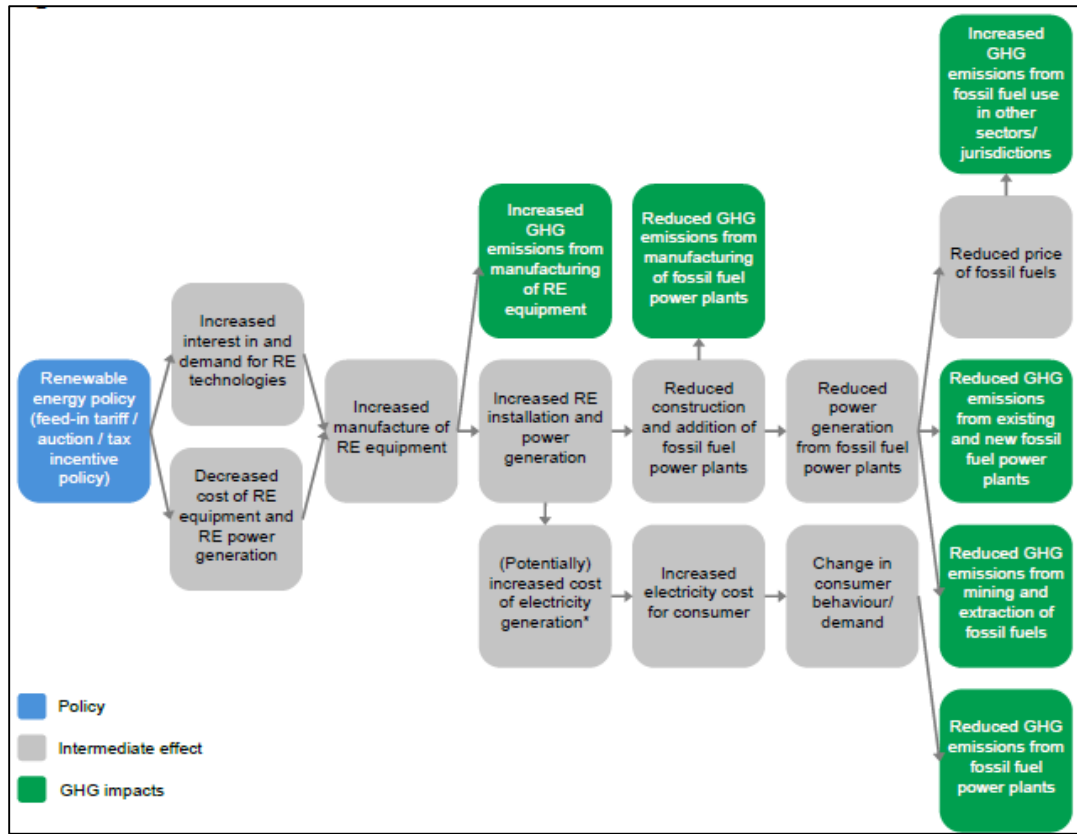 Increased GHG
emissions from
fossil fuel use
in other
sectors/
jurisdictions
Increased
GHG
emissions from
manufacturing
of RE
equipment
Reduced GHG
emissions from
manufacturing
of fossil fuel
power plants
Reduced price
of fossil fuels
Increased
interest in and
demand for RE
technologies
Renewable
energy policy
(feed-in tariff /
auction / tax
incentive
policy)
Decreased
cost of RE
equipment and
RE power
generation
Increased
manufacture of
RE equipment
Increased RE
installation and
power
generation
Reduced
construction
and addition of
fossil fuel
power plants
Reduced
power
generation
from fossil fuel
power plants
Reduced GHG
emissions
from existing
and new fossil
fuel power
plants
(Potentially)
increased cost
of electricity
generation*
Increased
electricity cost
for consumer
Change in
consumer
behaviour/
demand
Reduced GHG
emissions from
mining and
extraction of
fossil fuels
Reduced GHG
emissions from
fossil fuel
power plants
Policy
Intermediate effect
GHG impacts